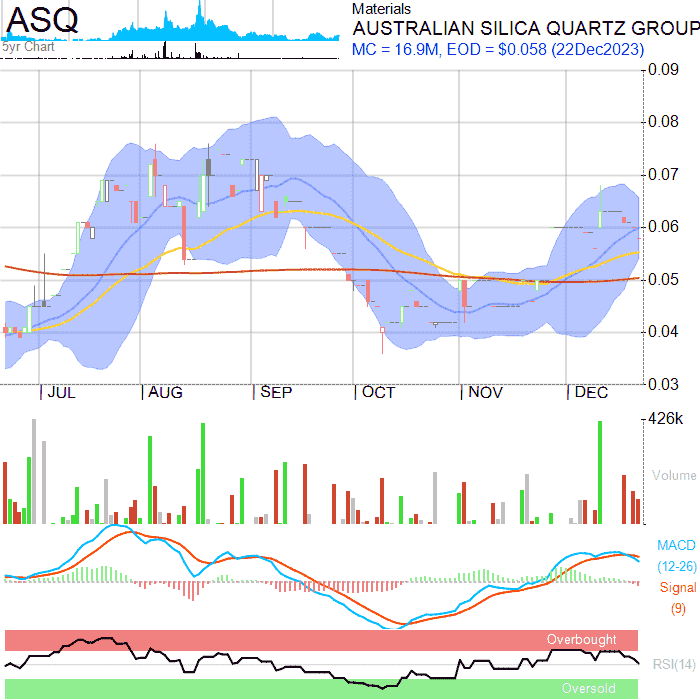 ASQ
5yr Chart
Materials
AUSTRALIAN SILICA QUARTZ GROUP
MC = 16.9M, EOD = $0.058 (22Dec2023)
0.09
0.08
0.07
0.06
0.05
0.04
0.03
JUL AUG SEP OCT NOV DEC
426k
Volume
MACD
(12-26)
Signal
(9)
Overbought
RSI(14)
Oversold